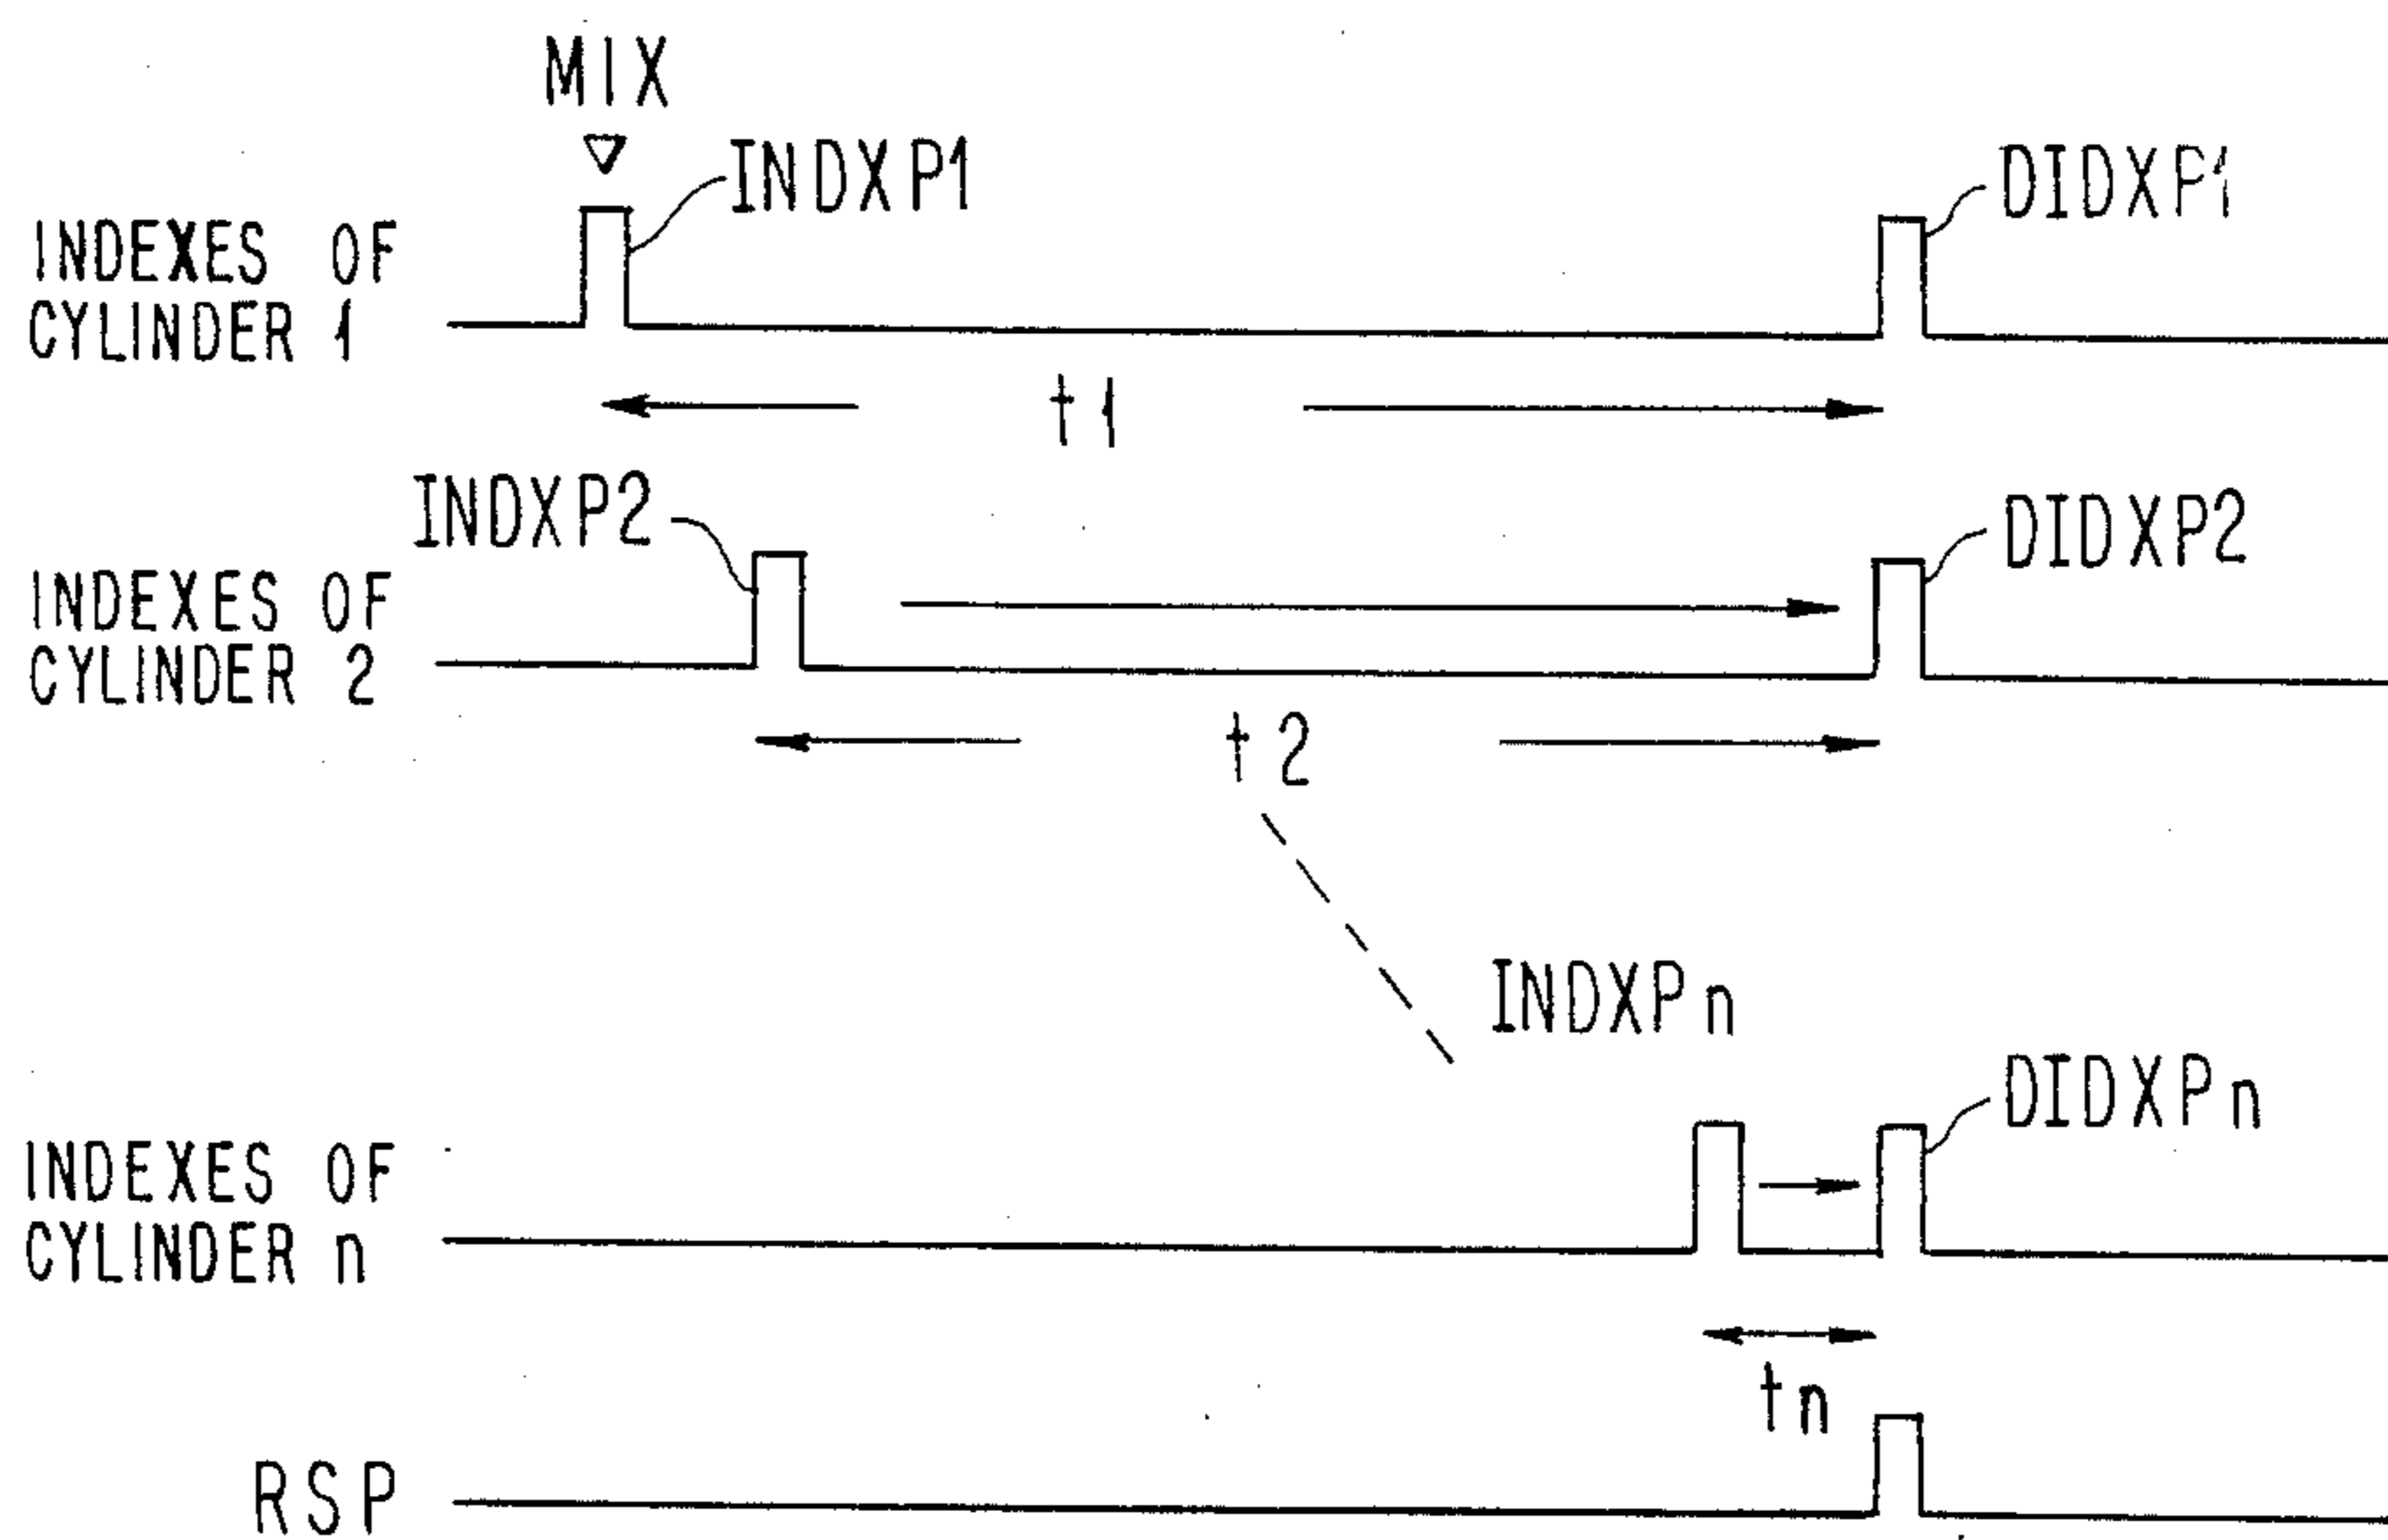 MIX
INDXP1
DIDXP1
INDEXES OF
CYLINDER 1
t1
INDXP2
DIDXP2
INDEXES OF
CYLINDER 2
t2
INDXPn
DIDXPn
INDEXES OF
CYLINDER n
tn
RSP